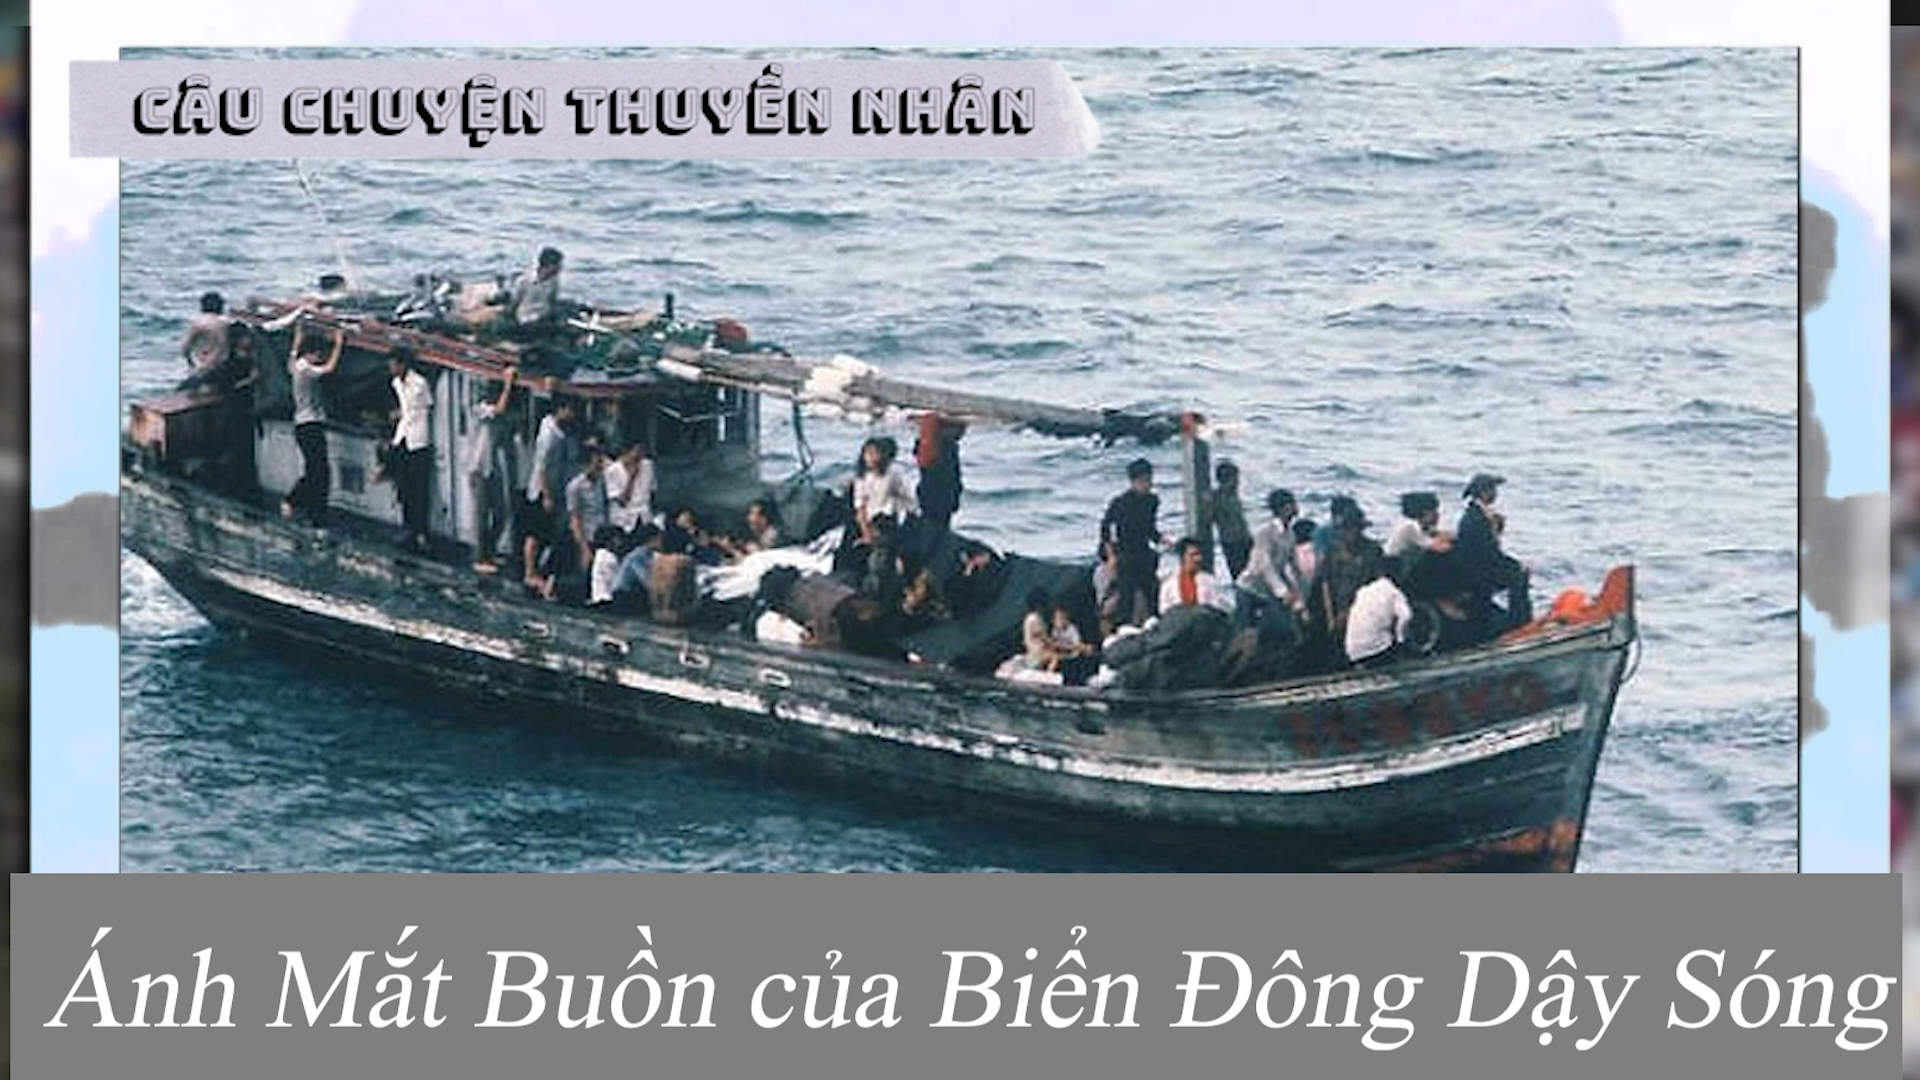 CÂU CHUYỆN THUYỀN NHÂN
Ánh Mắt Buồn của Biển Đông Dậy Sóng